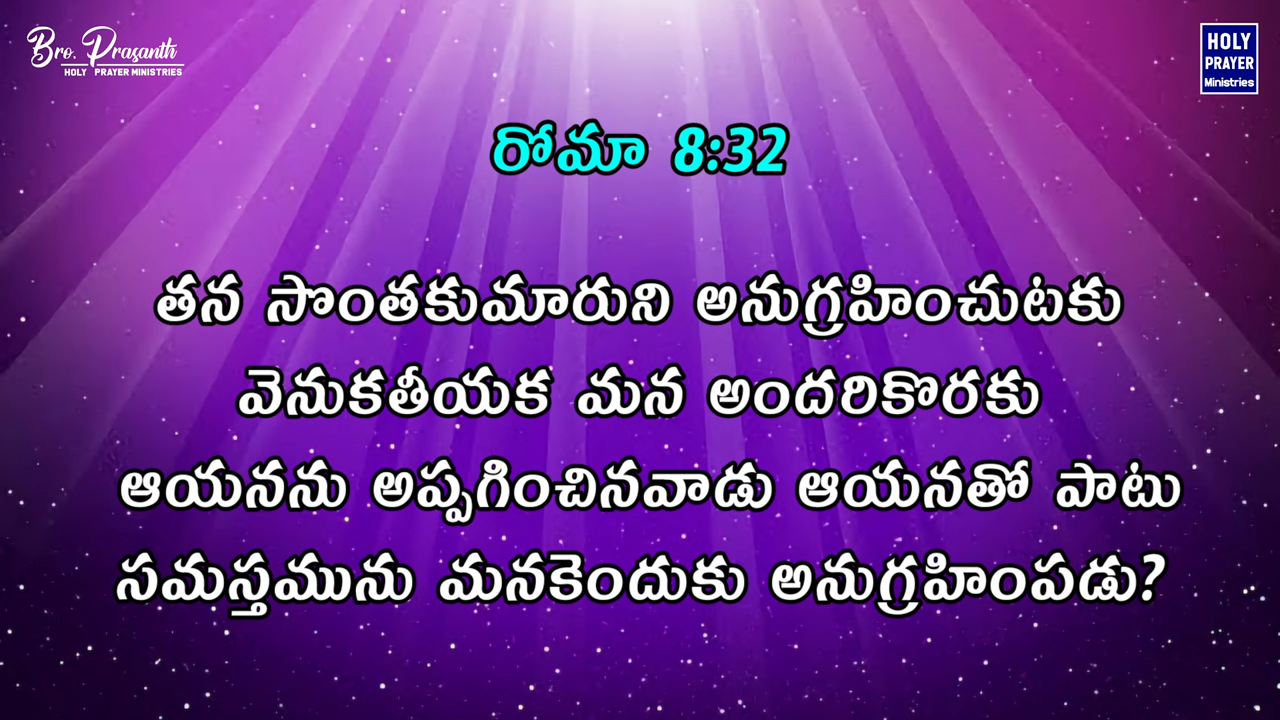 Bro. Prasanth
HOLY PRAYER MINISTRIES
HOLY
PRAYER
Ministries
రోమా 8:32
తన సొంతకుమారుని అనుగ్రహించుటకు
వెనుకతీయక మన అందరికొరకు
ఆయనను అప్పగించినవాడు ఆయనతో పాటు
సమస్తమును మనకెందుకు అనుగ్రహింపడు?